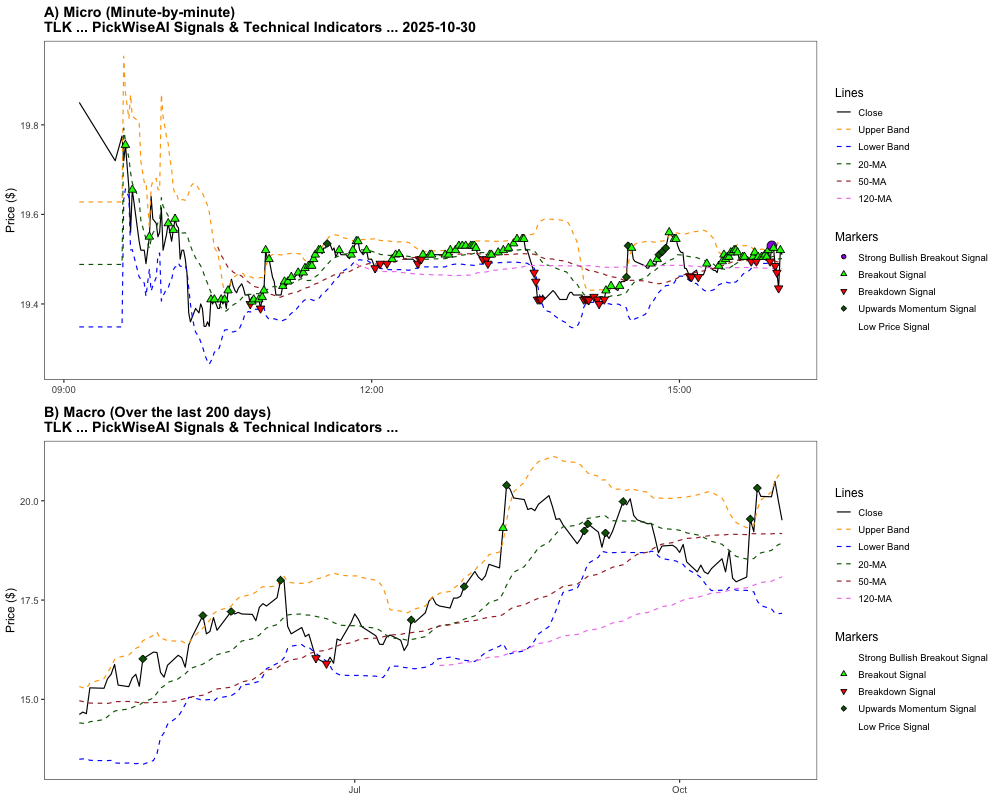 A) Micro (Minute-by-minute)
TLK ... PickWiseAI Signals & Technical Indicators ... 2025-10-30
Price ($)
19.8
19.6
19.4
09:00
12:00
15:00
Lines
Close
Upper Band
Lower Band
20-MA
50-MA
120-MA
Markers
Strong Bullish Breakout Signal
Breakout Signal
Breakdown Signal
Upwards Momentum Signal
Low Price Signal
B) Macro (Over the last 200 days)
TLK ... PickWiseAI Signals & Technical Indicators ...
Price ($)
20.0
17.5
15.0
Jul
Oct
Lines
Close
Upper Band
Lower Band
20-MA
50-MA
120-MA
Markers
Strong Bullish Breakout Signal
Breakout Signal
Breakdown Signal
Upwards Momentum Signal
Low Price Signal